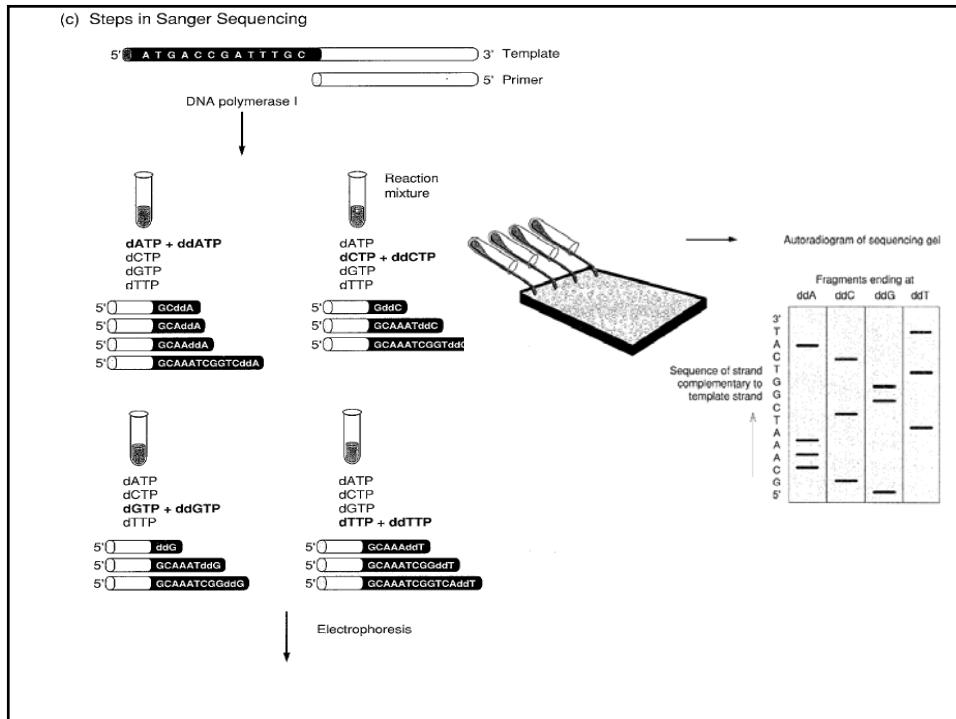 (c) Steps in Sanger Sequencing
5' A T G A C C G A T T T G C 3' Template
5' Primer
DNA polymerase I
Reaction
mixture
dATP + ddATP
dCTP
dGTP
dTTP
5' GCddA
5' GCAddA
5' GCAAddA
5' GCAAATCGGTCddA
dATP
dCTP + ddCTP
dGTP
dTTP
5' GddC
5' GCAAATddC
5' GCAAATCGGTddC
dATP
dCTP
dGTP + ddGTP
dTTP
5' ddG
5' GCAAATddG
5' GCAAATCGGddG
dATP
dCTP
dGTP
dTTP + ddTTP
5' GCAAAddT
5' GCAAATCGGddT
5' GCAAATCGGTCAddT
Electrophoresis
Autoradiogram of sequencing gel
Fragments ending at
ddA ddC ddG ddT
Sequence of strand
complementary to
template strand
3'
T
A
C
T
G
G
C
T
A
A
A
C
G
5'